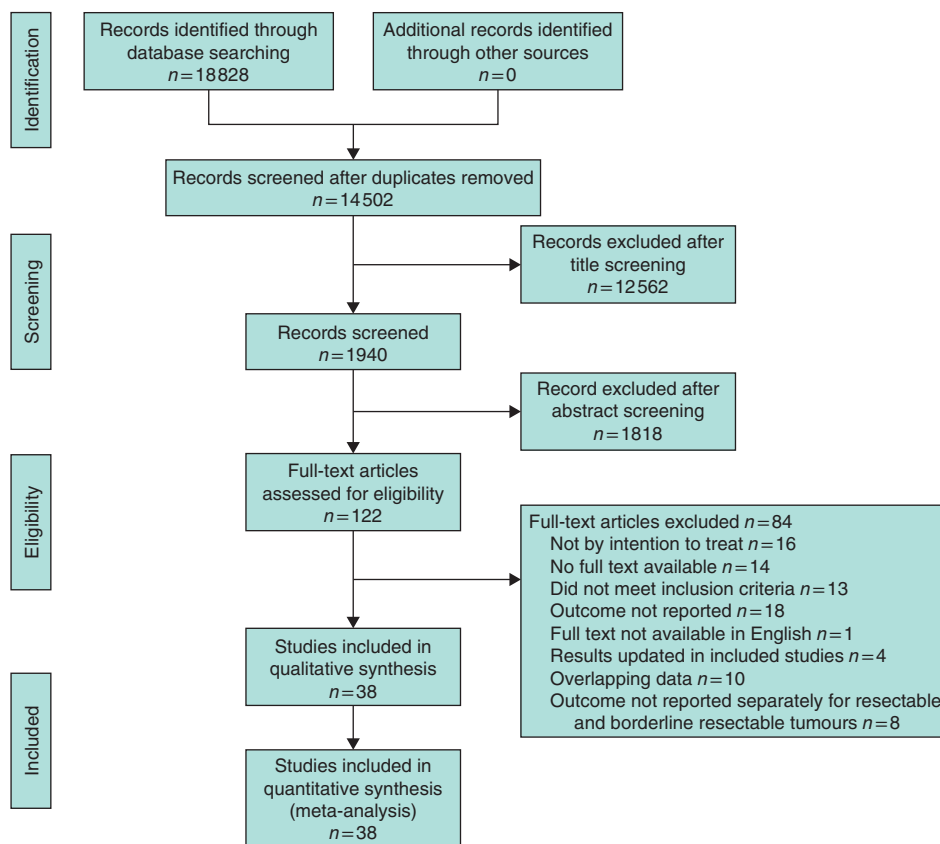 Identification
Records identified through
database searching
n=18828
Additional records identified
through other sources
n=0
Records screened after duplicates removed
n=14502
Screening
Records excluded after
title screening
n=12562
Records screened
n=1940
Record excluded after
abstract screening
n=1818
Eligibility
Full-text articles
assessed for eligibility
n=122
Full-text articles excluded n=84
Not by intention to treat n=16
No full text available n=14
Did not meet inclusion criteria n=13
Outcome not reported n=18
Full text not available in English n=1
Results updated in included studies n=4
Overlapping data n=10
Outcome not reported separately for resectable
and borderline resectable tumours n=8
Included
Studies included in
qualitative synthesis
n=38
Studies included in
quantitative synthesis
(meta-analysis)
n=38